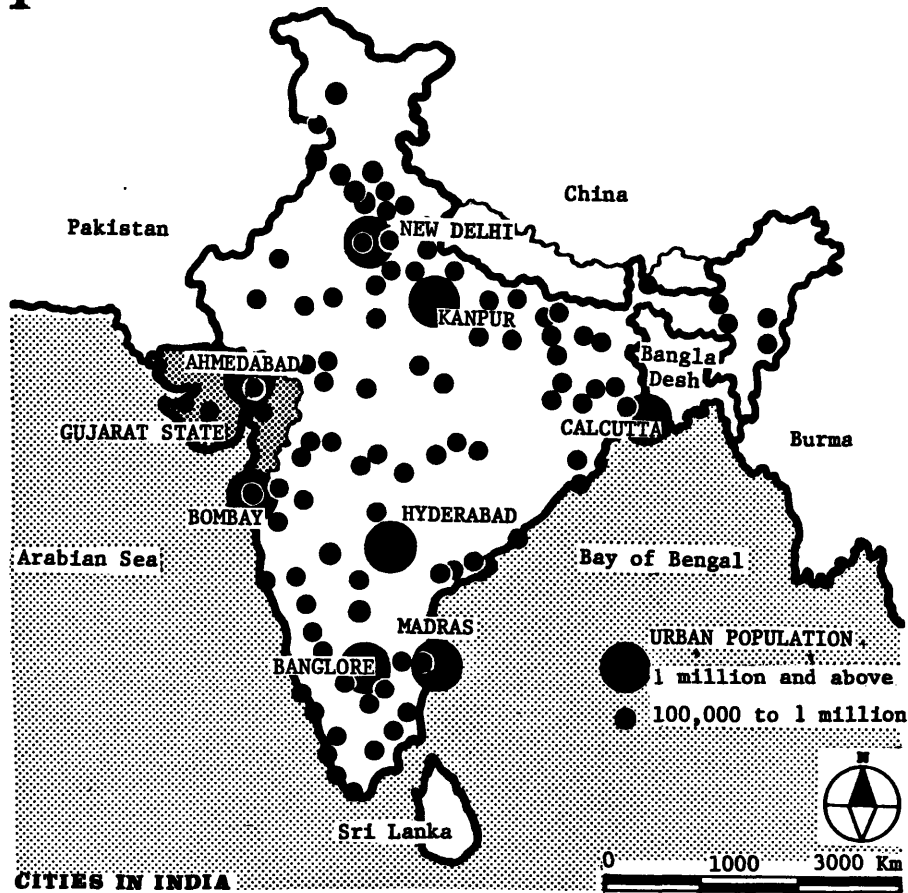 China
Pakistan
NEW DELHI
KANPUR
AHMEDABAD
Bangla
Desh
GUJARAT STATE
CALCUTTA
Burma
BOMBAY
HYDERABAD
Arabian Sea
Bay of Bengal
MADRAS
URBAN POPULATION
BANGLORE
1 million and above
100,000 to 1 million
N
Sri Lanka
0 1000 3000 Km
CITIES IN INDIA